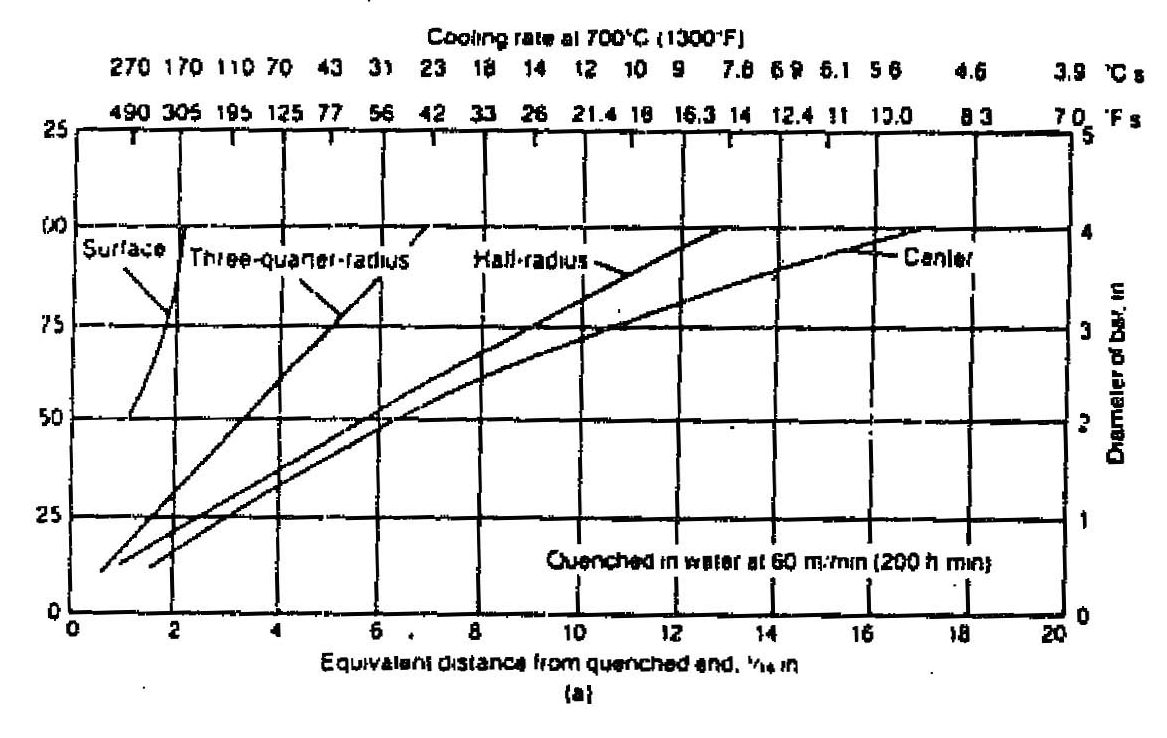 Cooling rate at 700°C (1300°F)
270 170 110 70 43 31 23 18 14 12 10 9 7.8 6 9 6.1 5 6 4.6 3.9 °C s
490 305 195 125 77 56 42 33 26 21.4 18 16.3 14 12.4 11 10.0 8 3 7 0 °F s
25 5
00 4
Surface Three-quarter-radius Half-radius Center
75 3
50 2
25 1
Quenched in water at 60 m/min (200 h min)
0 0
0 2 4 6 8 10 12 14 16 18 20
Diameter of bar, in
Equivalent distance from quenched end, 1/16 in
(a)